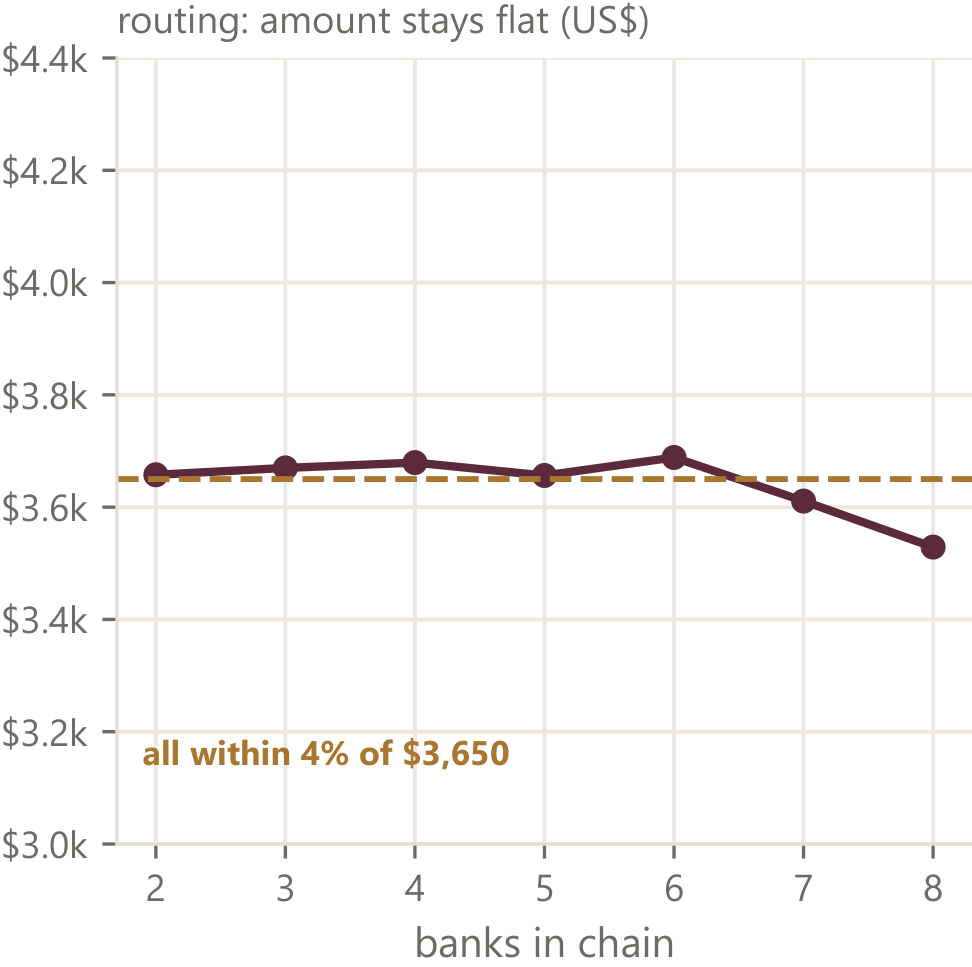 routing: amount stays flat (US$)
$4.4k
$4.2k
$4.0k
$3.8k
$3.6k
$3.4k
$3.2k
all within 4% of $3,650
$3.0k
2 3 4 5 6 7 8
banks in chain